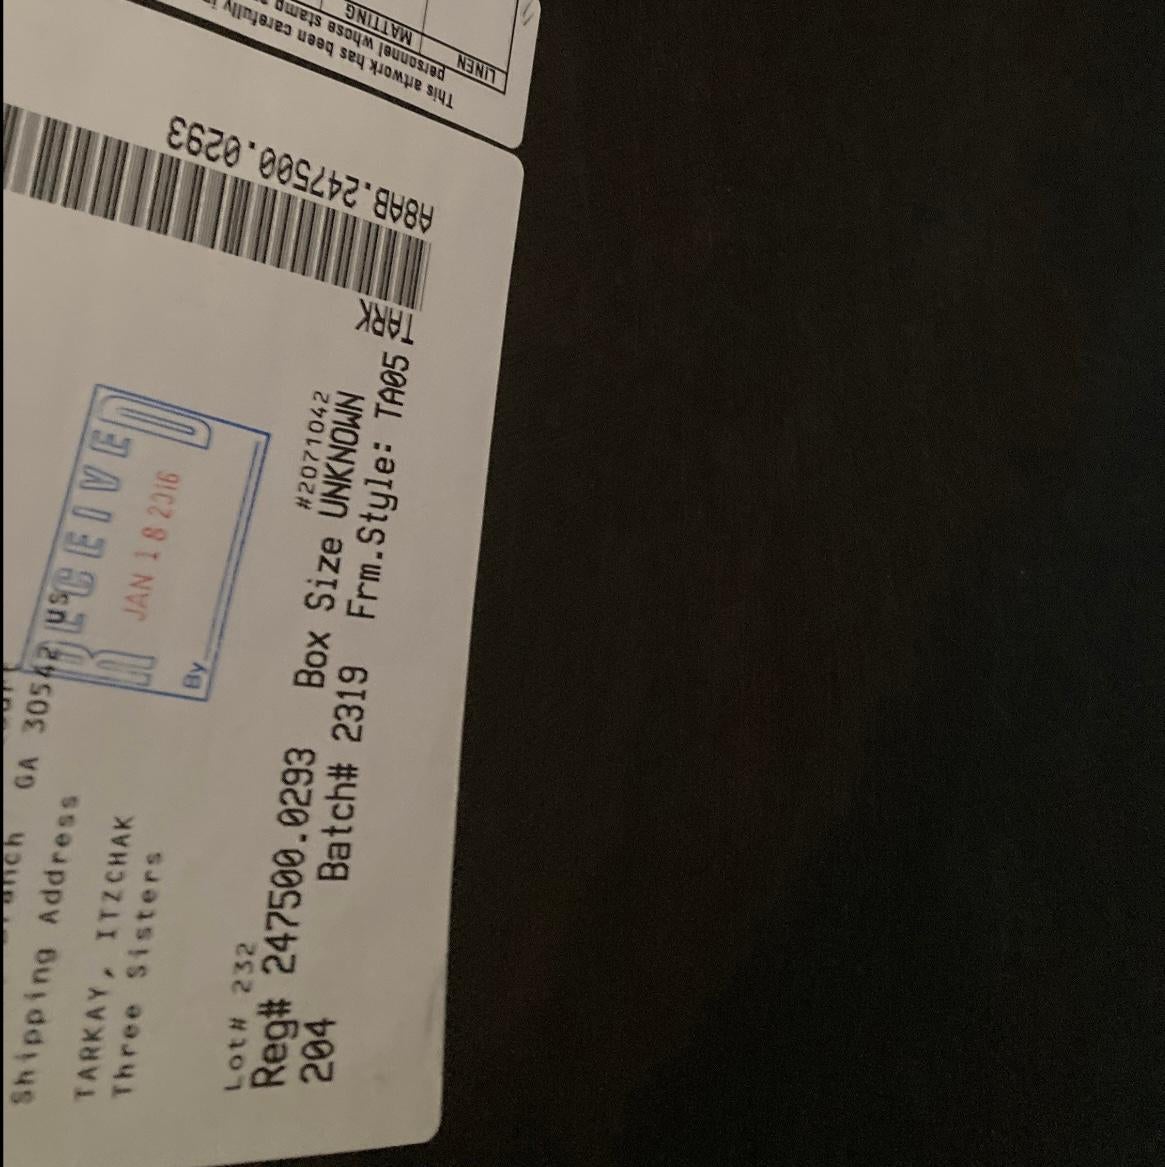 This artwork has been carefully
personnel whose stamp
LINEN MATTING
A8AB.247500.0293
GA 30542 us
Shipping Address
RECEIVED
JAN 18 2016
By
TARKAY, ITZCHAK
Three Sisters
Lot# 232 #2071042
Reg# 247500.0293 Box Size UNKNOWN
204 Batch# 2319 Frm.Style: TA05 TARK